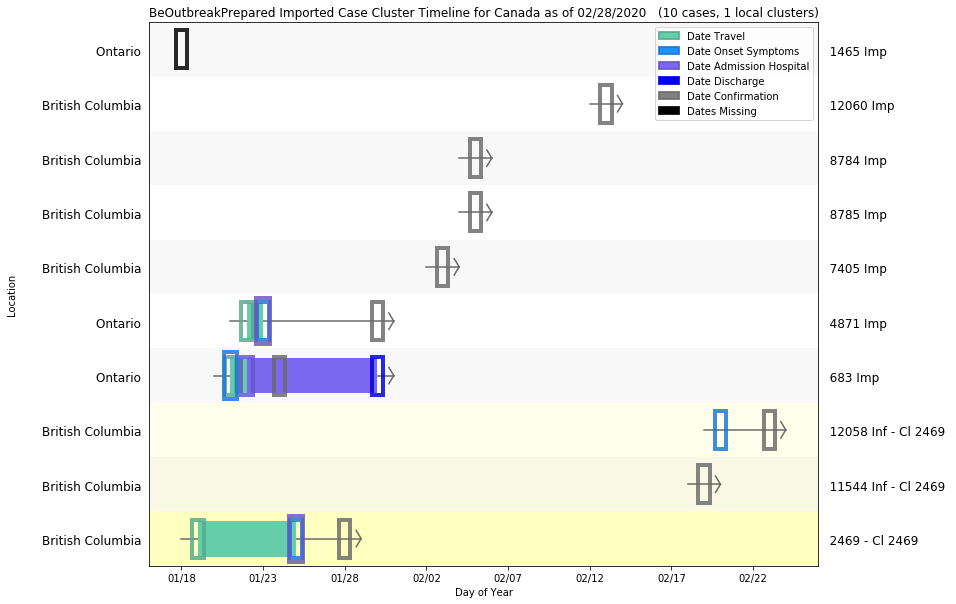 BeOutbreakPrepared Imported Case Cluster Timeline for Canada as of 02/28/2020   (10 cases, 1 local clusters)
Date Travel
Date Onset Symptoms
Date Admission Hospital
Date Discharge
Date Confirmation
Dates Missing
Ontario 1465 Imp
British Columbia 12060 Imp
British Columbia 8784 Imp
British Columbia 8785 Imp
British Columbia 7405 Imp
Ontario 4871 Imp
Ontario 683 Imp
British Columbia 12058 Inf - Cl 2469
British Columbia 11544 Inf - Cl 2469
British Columbia 2469 - Cl 2469
Location
01/18 01/23 01/28 02/02 02/07 02/12 02/17 02/22
Day of Year